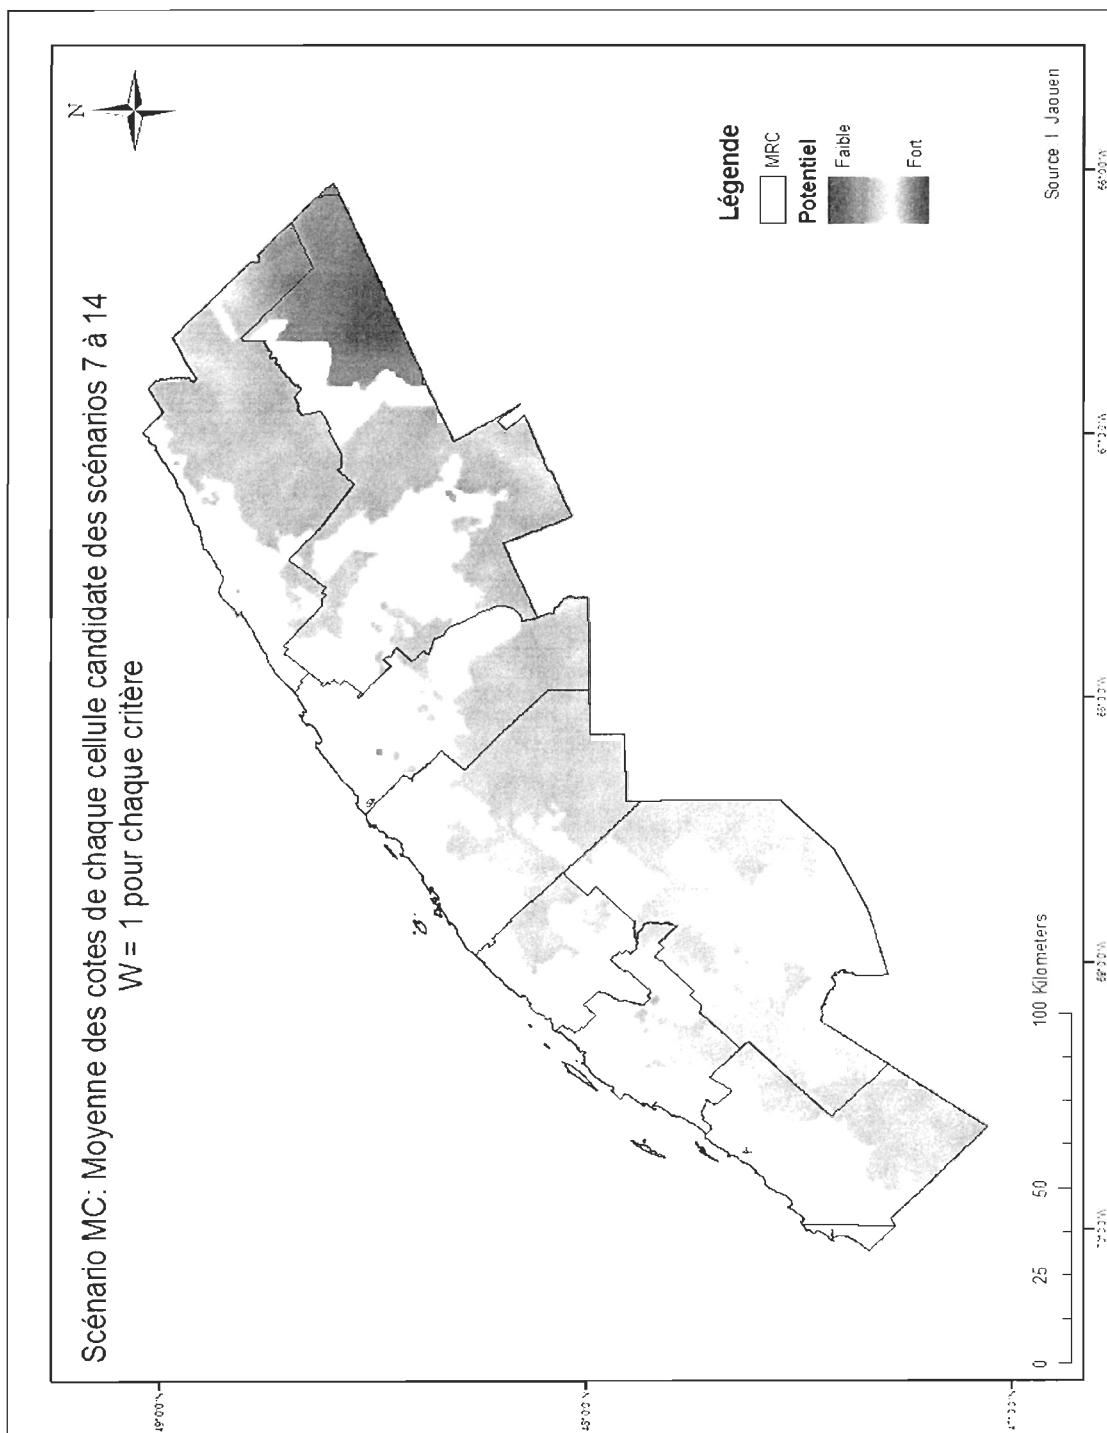 Scénario MC: Moyenne des cotes de chaque cellule candidate des scénarios 7 à 14
W = 1 pour chaque critère
N
Légende
MRC
Potentiel
Faible
Fort
Source I Jaouen
0 25 50 100 Kilometers